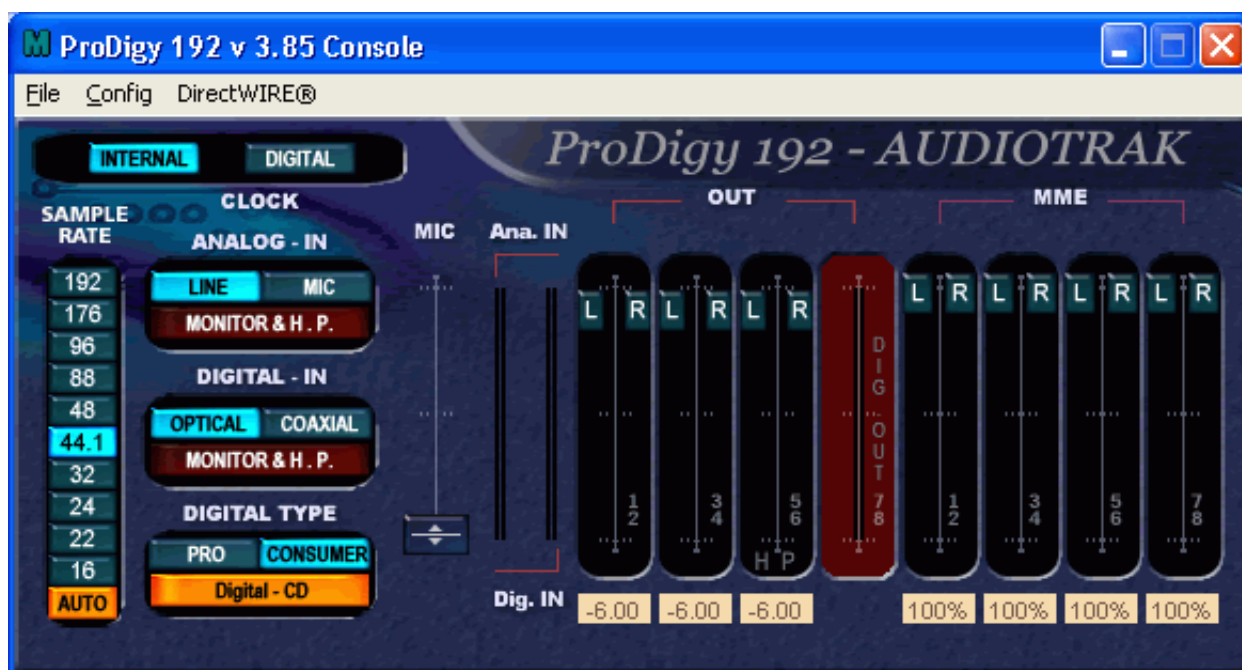 ProDigy 192 v 3.85 Console
File Config DirectWIRE®
ProDigy 192 - AUDIOTRAK
INTERNAL DIGITAL
CLOCK
SAMPLE RATE
192
176
96
88
48
44.1
32
24
22
16
AUTO
ANALOG - IN
LINE MIC
MONITOR & H . P .
DIGITAL - IN
OPTICAL COAXIAL
MONITOR & H . P .
DIGITAL TYPE
PRO CONSUMER
Digital - CD
MIC
Ana. IN
Dig. IN
OUT
L R L R L R
1 2
3 4
5 6
H P
DIG . OUT 7 8
-6.00 -6.00 -6.00
MME
L R L R L R L R
1 2
3 4
5 6
7 8
100% 100% 100% 100%